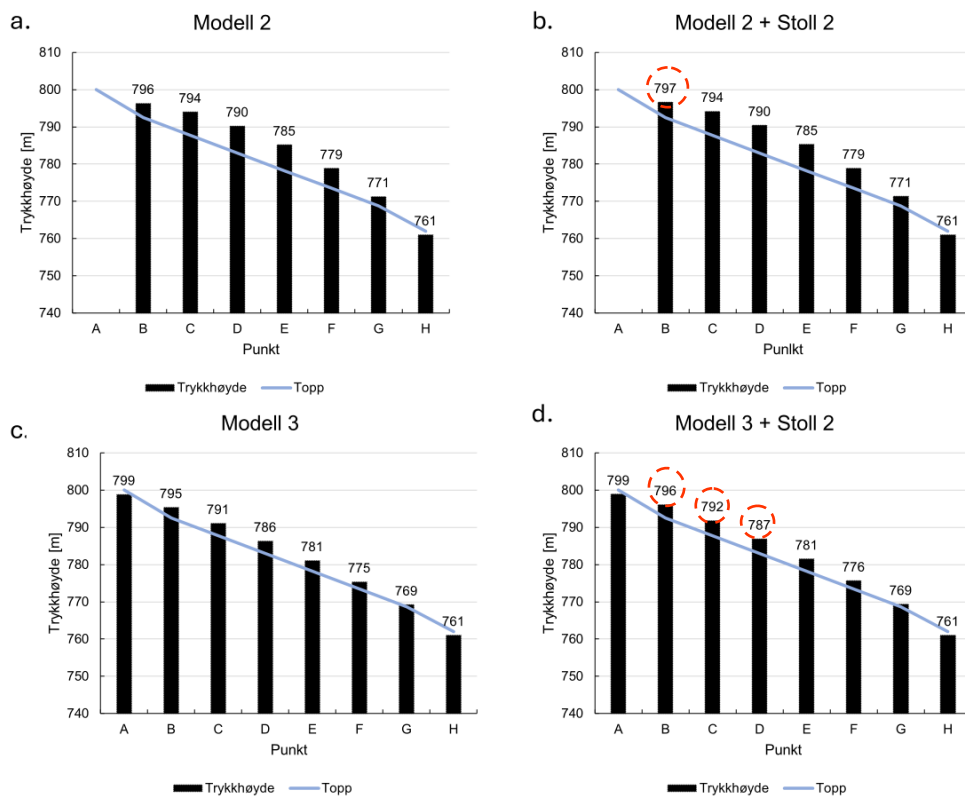 a.
Modell 2
Trykkhøyde [m]
810
800
790
780
770
760
750
740
796
794
790
785
779
771
761
A B C D E F G H
Punkt
Trykkhøyde Topp
b.
Modell 2 + Stoll 2
Trykkhøyde [m]
810
800
790
780
770
760
750
740
797
794
790
785
779
771
761
A B C D E F G H
Punlkt
Trykkhøyde Topp
c.
Modell 3
Trykkhøyde [m]
810
800
790
780
770
760
750
740
799
795
791
786
781
775
769
761
A B C D E F G H
Punkt
Trykkhøyde Topp
d.
Modell 3 + Stoll 2
Trykkhøyde [m]
810
800
790
780
770
760
750
740
799
796
792
787
781
776
769
761
A B C D E F G H
Punkt
Trykkhøyde Topp